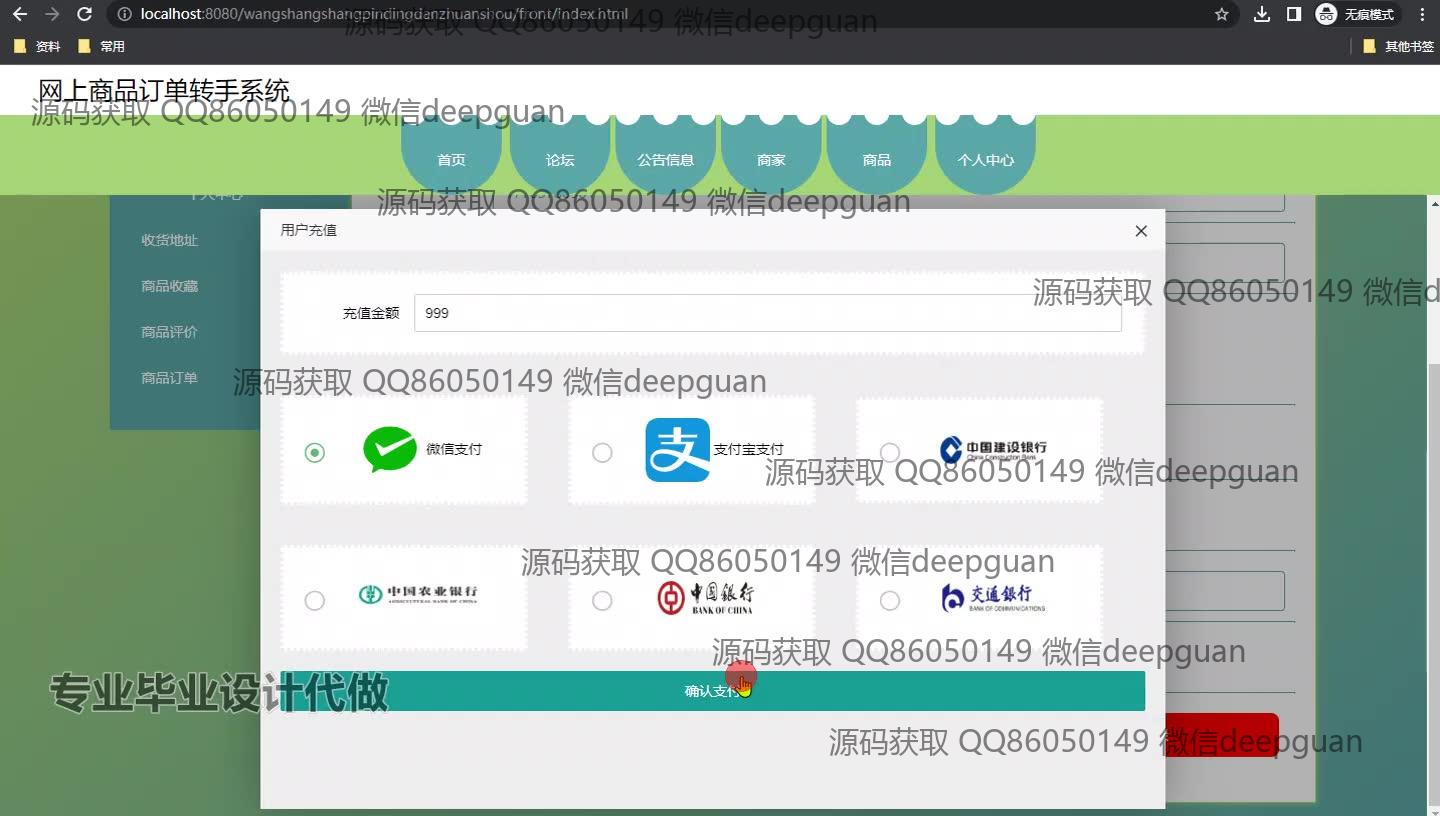 localhost:8080/wangshangshangpindingdanzhuanshou/front/index.html
无痕模式
源码获取 QQ86050149 微信deepguan
资料
常用
其他书签
网上商品订单转手系统
源码获取 QQ86050149 微信deepguan
首页
论坛
公告信息
商家
商品
个人中心
个人中心
源码获取 QQ86050149 微信deepguan
用户充值
收货地址
商品收藏
源码获取 QQ86050149 微信d
充值金额
999
商品评价
商品订单
源码获取 QQ86050149 微信deepguan
微信支付
支
支付宝支付
中国建设银行
China Construction Bank
源码获取 QQ86050149 微信deepguan
源码获取 QQ86050149 微信deepguan
中国农业银行
AGRICULTURAL BANK OF CHINA
中国银行
BANK OF CHINA
交通银行
BANK OF COMMUNICATIONS
源码获取 QQ86050149 微信deepguan
专业毕业设计代做
确认支付
源码获取 QQ86050149 微信deepguan